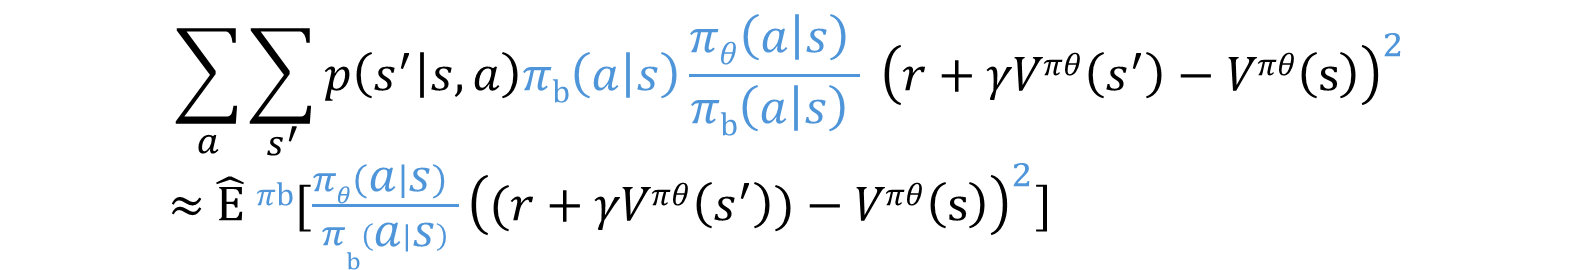 ∑_a ∑_{s′} p(s′|s, a)π_b(a|s) π_θ(a|s)/π_b(a|s) (r + γV^{πθ}(s′) − V^{πθ}(s))^2
≈ Ê^{πb}[π_θ(a|s)/π_b(a|s) ((r + γV^{πθ}(s′)) − V^{πθ}(s))^2]